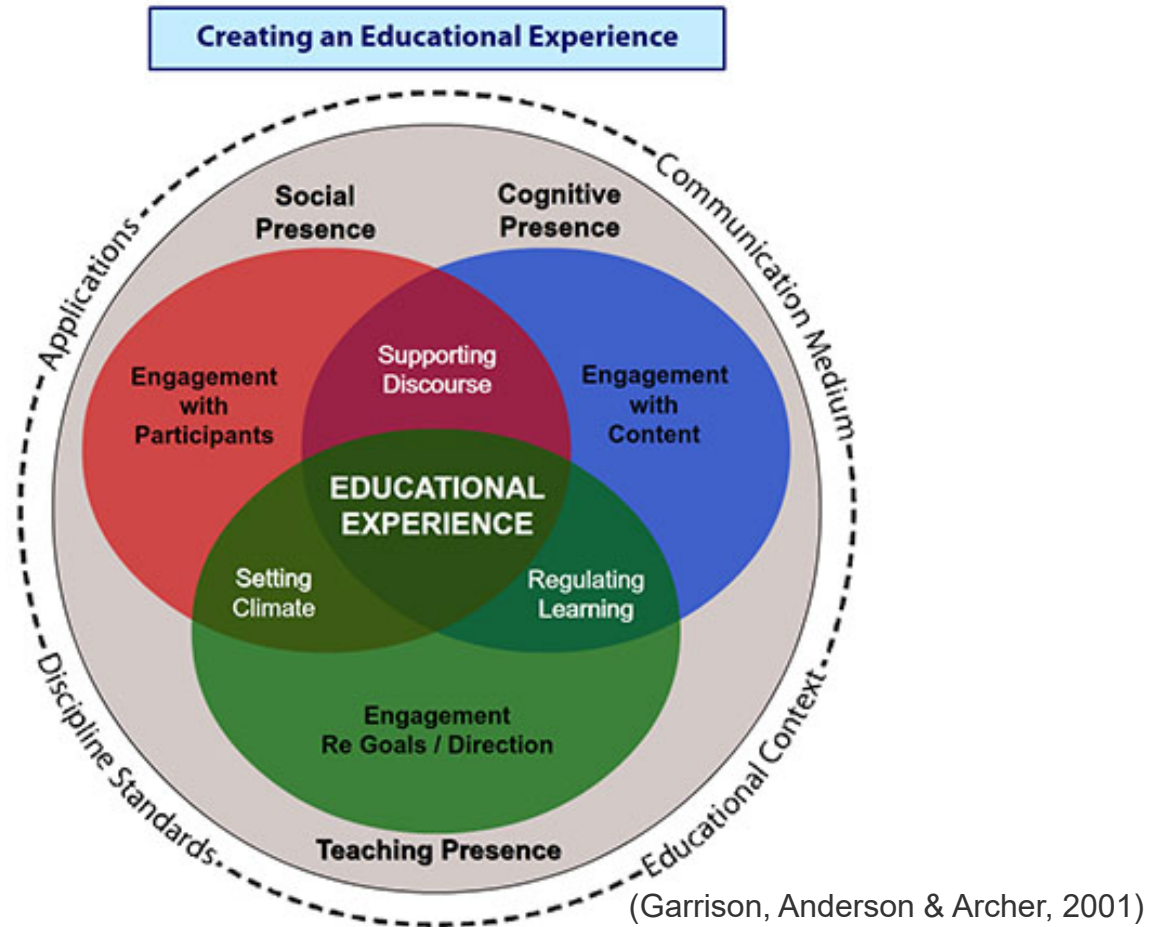 Creating an Educational Experience
Applications
Communication Medium
Social
Presence
Cognitive
Presence
Supporting
Discourse
Engagement
with
Participants
Engagement
with
Content
EDUCATIONAL
EXPERIENCE
Setting
Climate
Regulating
Learning
Engagement
Re Goals / Direction
Teaching Presence
Discipline Standards
Educational Context
(Garrison, Anderson & Archer, 2001)